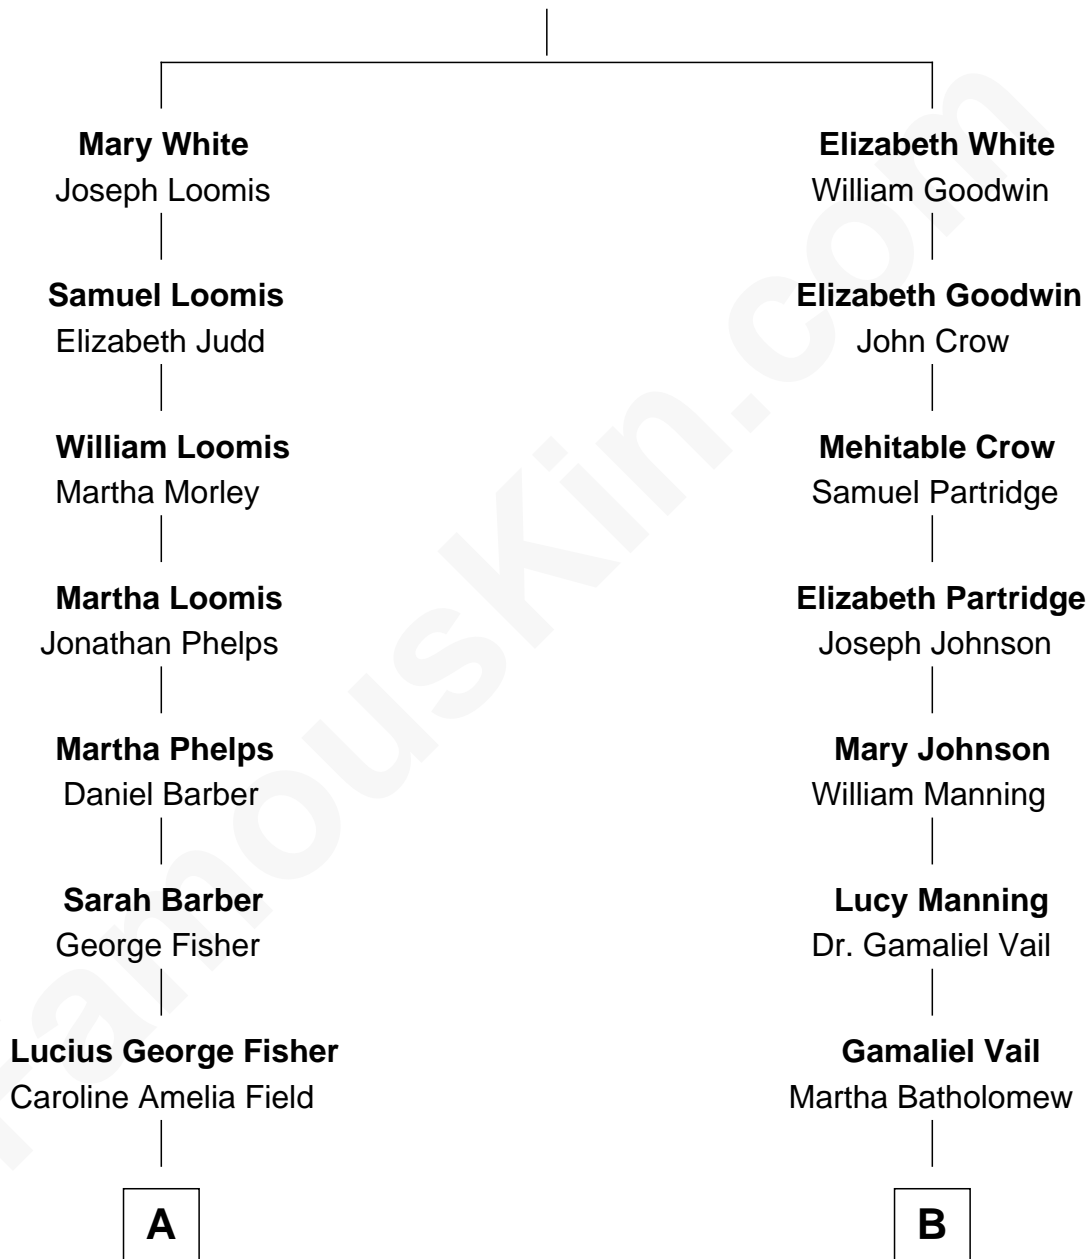 Mary White
Joseph Loomis
Samuel Loomis
Elizabeth Judd
William Loomis
Martha Morley
Martha Loomis
Jonathan Phelps
Martha Phelps
Daniel Barber
Sarah Barber
George Fisher
Lucius George Fisher
Caroline Amelia Field
A
Elizabeth White
William Goodwin
Elizabeth Goodwin
John Crow
Mehitable Crow
Samuel Partridge
Elizabeth Partridge
Joseph Johnson
Mary Johnson
William Manning
Lucy Manning
Dr. Gamaliel Vail
Gamaliel Vail
Martha Batholomew
B
famousKin.com